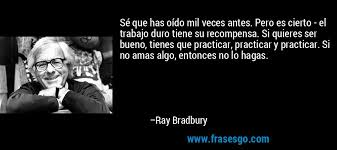 Sé que has oído mil veces antes. Pero es cierto - el
trabajo duro tiene su recompensa. Si quieres ser
bueno, tienes que practicar, practicar y practicar. Si
no amas algo, entonces no lo hagas.
–Ray Bradbury
www.frasesgo.com